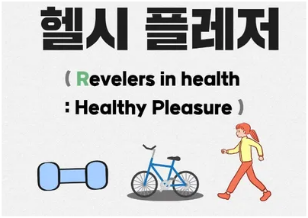 헬시 플레저
( Revelers in health
: Healthy Pleasure )